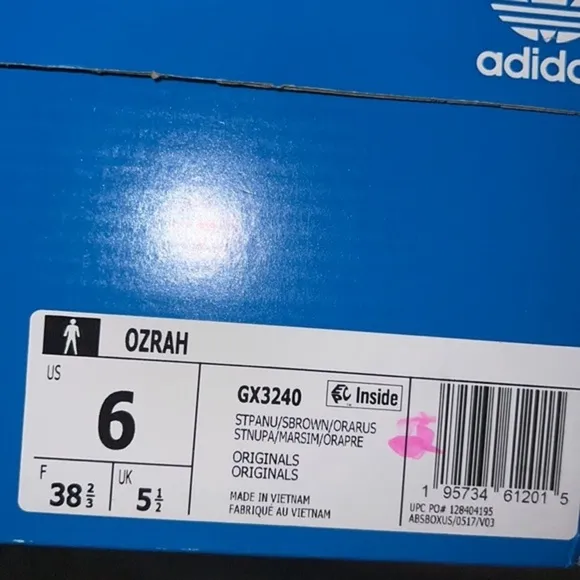 adida
OZRAH
US
6
F
38 2/3
UK
5 1/2
GX3240
Inside
STPANU/SBROWN/ORARUS
STNUPA/MARSIM/ORAPRE
ORIGINALS
ORIGINALS
MADE IN VIETNAM
FABRIQUÉ AU VIETNAM
1 95734 61201 5
UPC PO# 128404195
ABSBOXUS/0517/V03